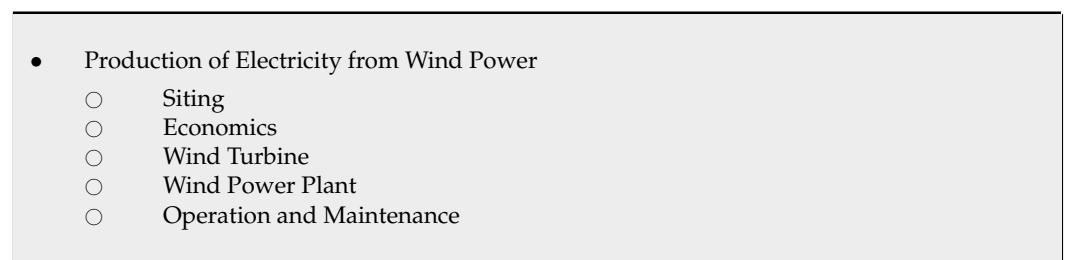 • Production of Electricity from Wind Power
○ Siting
○ Economics
○ Wind Turbine
○ Wind Power Plant
○ Operation and Maintenance